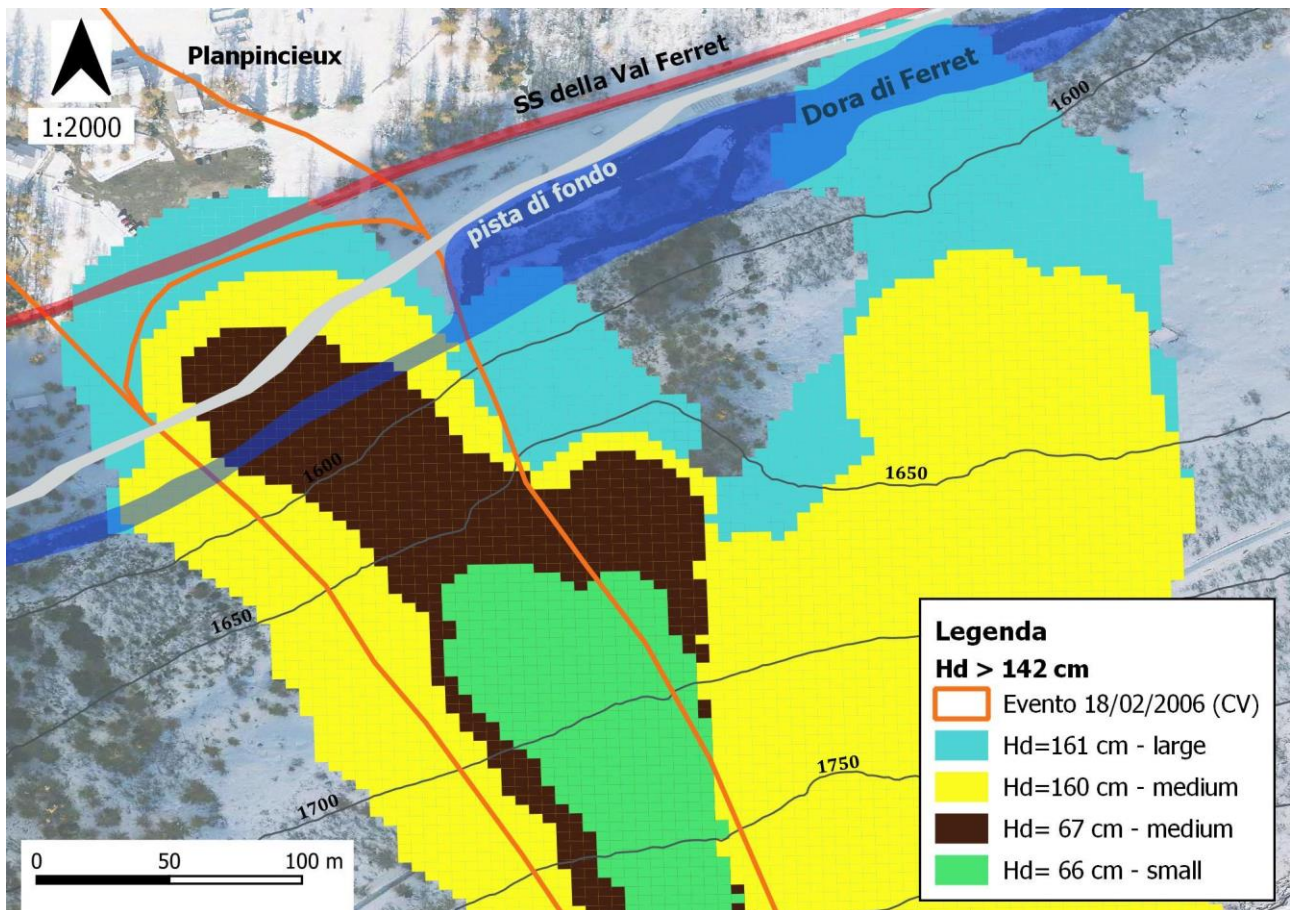 Planpincieux
1:2000
SS della Val Ferret
Dora di Ferret
pista di fondo
1600
1650
1600
1650
1700
1750
Legenda
Hd > 142 cm
Evento 18/02/2006 (CV)
Hd=161 cm - large
Hd=160 cm - medium
Hd= 67 cm - medium
Hd= 66 cm - small
0 50 100 m